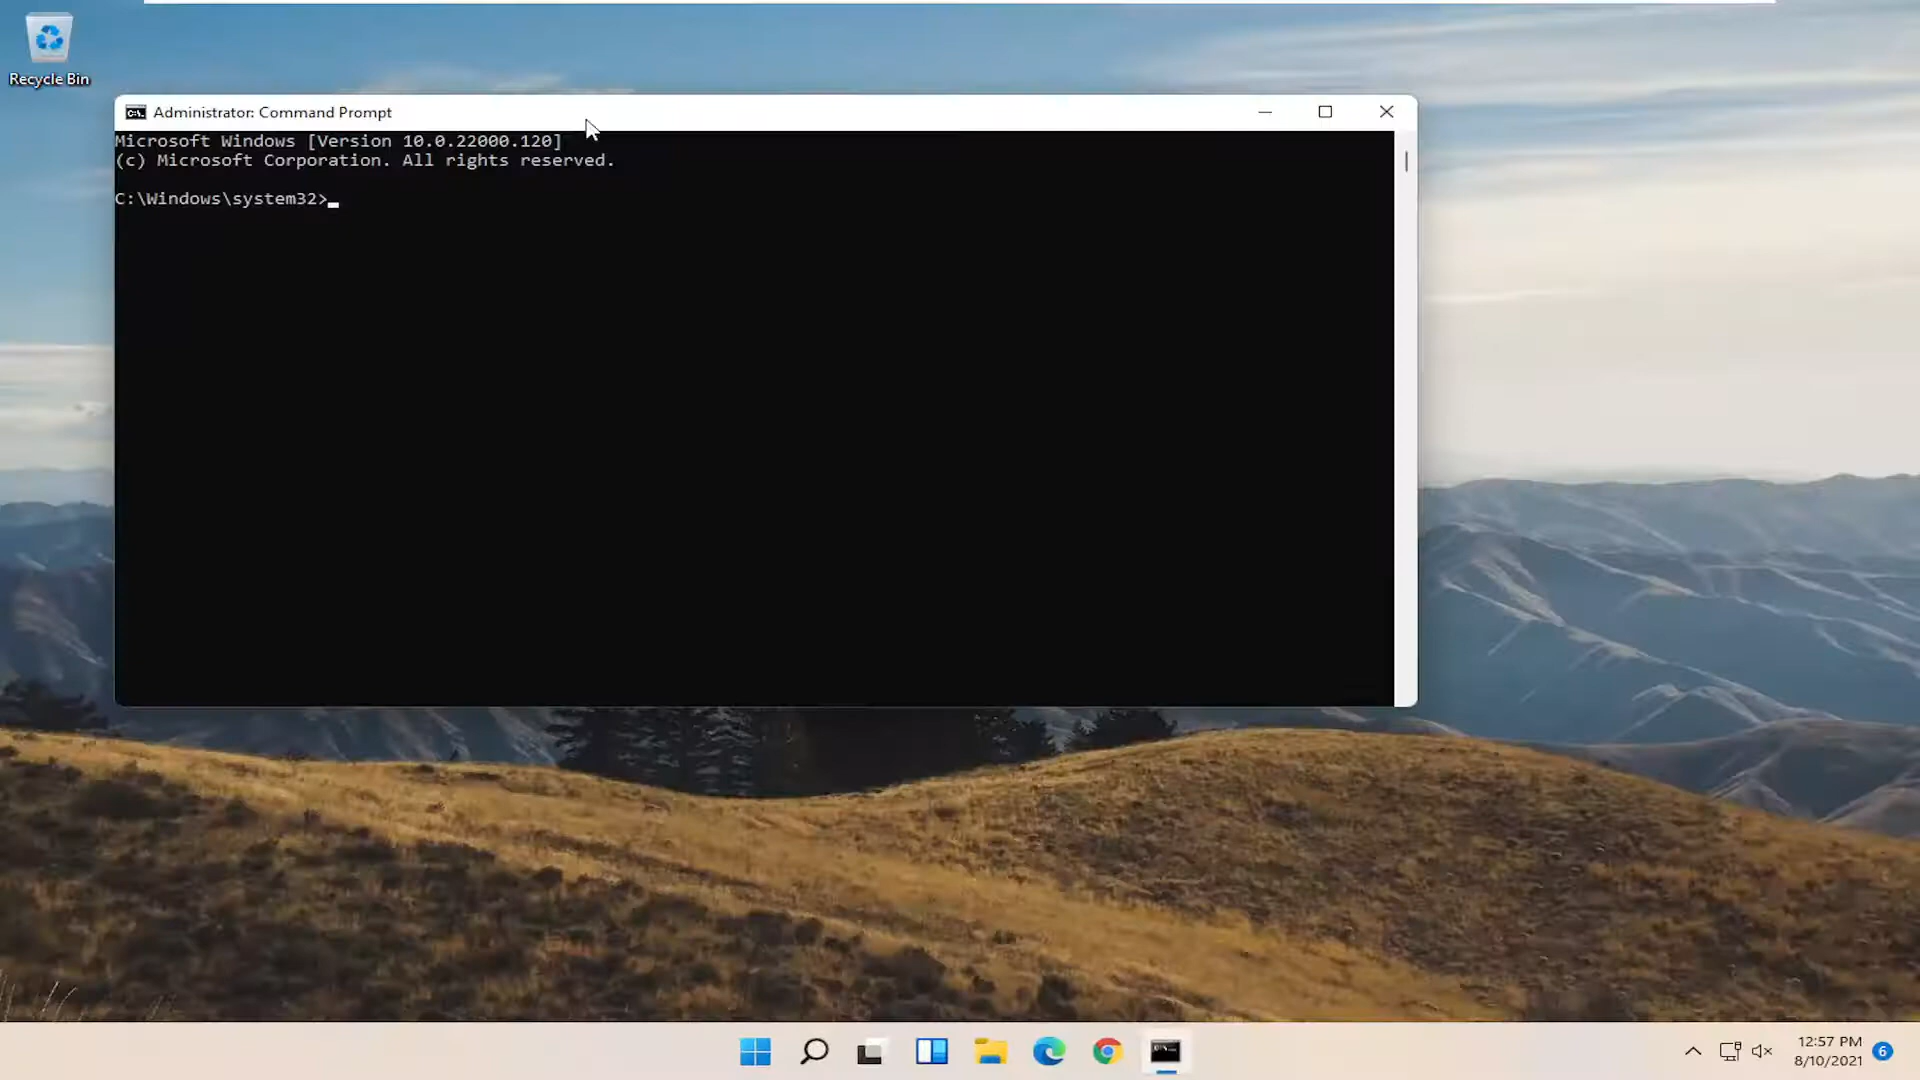 Recycle Bin
Administrator: Command Prompt
Microsoft Windows [Version 10.0.22000.120]
(c) Microsoft Corporation. All rights reserved.
C:\Windows\system32>
12:57 PM
8/10/2021
6